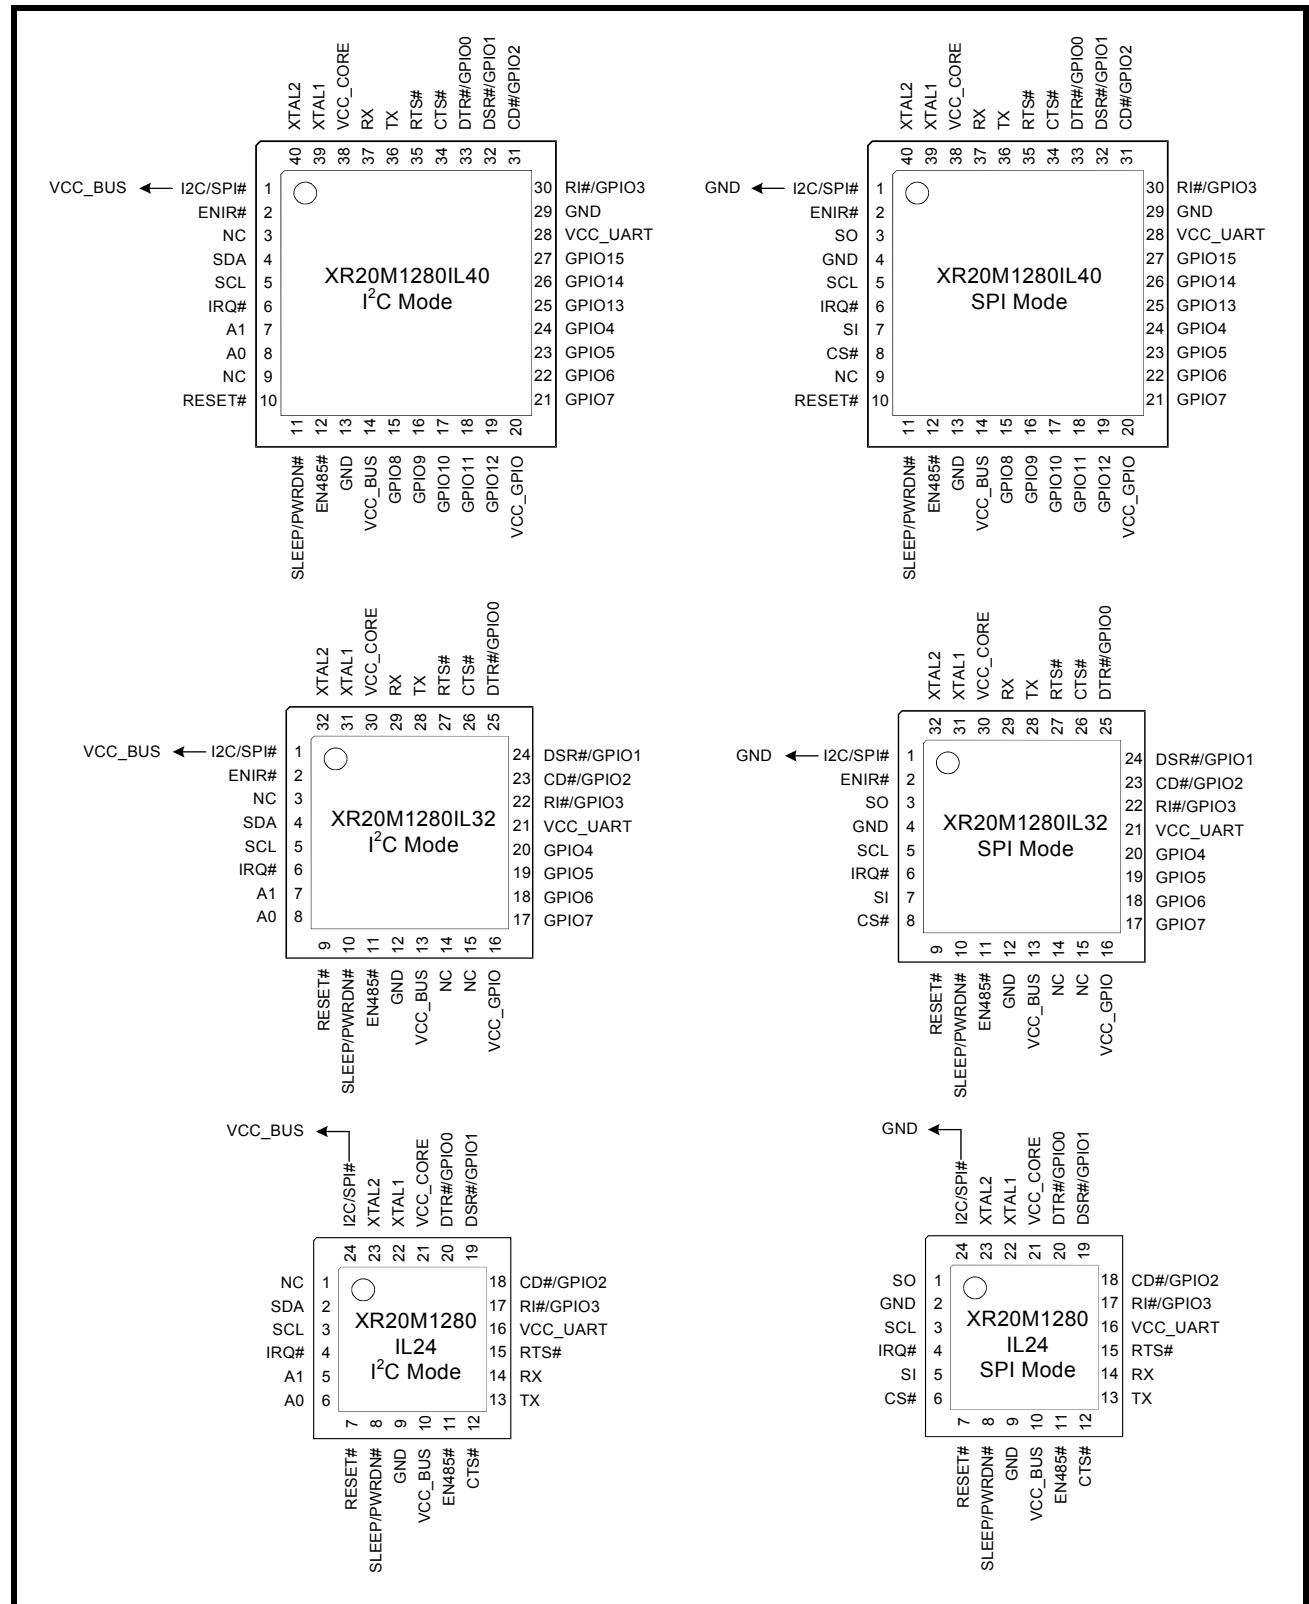 XTAL2
XTAL1
VCC_CORE
RX
TX
RTS#
CTS#
DTR#/GPIO0
DSR#/GPIO1
CD#/GPIO2
40 39 38 37 36 35 34 33 32 31
VCC_BUS I2C/SPI# 1
ENIR# 2
NC 3
SDA 4
SCL 5
IRQ# 6
A1 7
A0 8
NC 9
RESET# 10
XR20M1280IL40
I²C Mode
30 RI#/GPIO3
29 GND
28 VCC_UART
27 GPIO15
26 GPIO14
25 GPIO13
24 GPIO4
23 GPIO5
22 GPIO6
21 GPIO7
11 12 13 14 15 16 17 18 19 20
SLEEP/PWRDN#
EN485#
GND
VCC_BUS
GPIO8
GPIO9
GPIO10
GPIO11
GPIO12
VCC_GPIO
XTAL2
XTAL1
VCC_CORE
RX
TX
RTS#
CTS#
DTR#/GPIO0
DSR#/GPIO1
CD#/GPIO2
40 39 38 37 36 35 34 33 32 31
GND I2C/SPI# 1
ENIR# 2
SO 3
GND 4
SCL 5
IRQ# 6
SI 7
CS# 8
NC 9
RESET# 10
XR20M1280IL40
SPI Mode
30 RI#/GPIO3
29 GND
28 VCC_UART
27 GPIO15
26 GPIO14
25 GPIO13
24 GPIO4
23 GPIO5
22 GPIO6
21 GPIO7
11 12 13 14 15 16 17 18 19 20
SLEEP/PWRDN#
EN485#
GND
VCC_BUS
GPIO8
GPIO9
GPIO10
GPIO11
GPIO12
VCC_GPIO
XTAL2
XTAL1
VCC_CORE
RX
TX
RTS#
CTS#
DTR#/GPIO0
32 31 30 29 28 27 26 25
VCC_BUS I2C/SPI# 1
ENIR# 2
NC 3
SDA 4
SCL 5
IRQ# 6
A1 7
A0 8
XR20M1280IL32
I²C Mode
24 DSR#/GPIO1
23 CD#/GPIO2
22 RI#/GPIO3
21 VCC_UART
20 GPIO4
19 GPIO5
18 GPIO6
17 GPIO7
9 10 11 12 13 14 15 16
RESET#
SLEEP/PWRDN#
EN485#
GND
VCC_BUS
NC
NC
VCC_GPIO
XTAL2
XTAL1
VCC_CORE
RX
TX
RTS#
CTS#
DTR#/GPIO0
32 31 30 29 28 27 26 25
GND I2C/SPI# 1
ENIR# 2
SO 3
GND 4
SCL 5
IRQ# 6
SI 7
CS# 8
XR20M1280IL32
SPI Mode
24 DSR#/GPIO1
23 CD#/GPIO2
22 RI#/GPIO3
21 VCC_UART
20 GPIO4
19 GPIO5
18 GPIO6
17 GPIO7
9 10 11 12 13 14 15 16
RESET#
SLEEP/PWRDN#
EN485#
GND
VCC_BUS
NC
NC
VCC_GPIO
VCC_BUS
I2C/SPI#
XTAL2
XTAL1
VCC_CORE
DTR#/GPIO0
DSR#/GPIO1
24 23 22 21 20 19
NC 1
SDA 2
SCL 3
IRQ# 4
A1 5
A0 6
XR20M1280
IL24
I²C Mode
18 CD#/GPIO2
17 RI#/GPIO3
16 VCC_UART
15 RTS#
14 RX
13 TX
7 8 9 10 11 12
RESET#
SLEEP/PWRDN#
GND
VCC_BUS
EN485#
CTS#
GND
I2C/SPI#
XTAL2
XTAL1
VCC_CORE
DTR#/GPIO0
DSR#/GPIO1
24 23 22 21 20 19
SO 1
GND 2
SCL 3
IRQ# 4
SI 5
CS# 6
XR20M1280
IL24
SPI Mode
18 CD#/GPIO2
17 RI#/GPIO3
16 VCC_UART
15 RTS#
14 RX
13 TX
7 8 9 10 11 12
RESET#
SLEEP/PWRDN#
GND
VCC_BUS
EN485#
CTS#